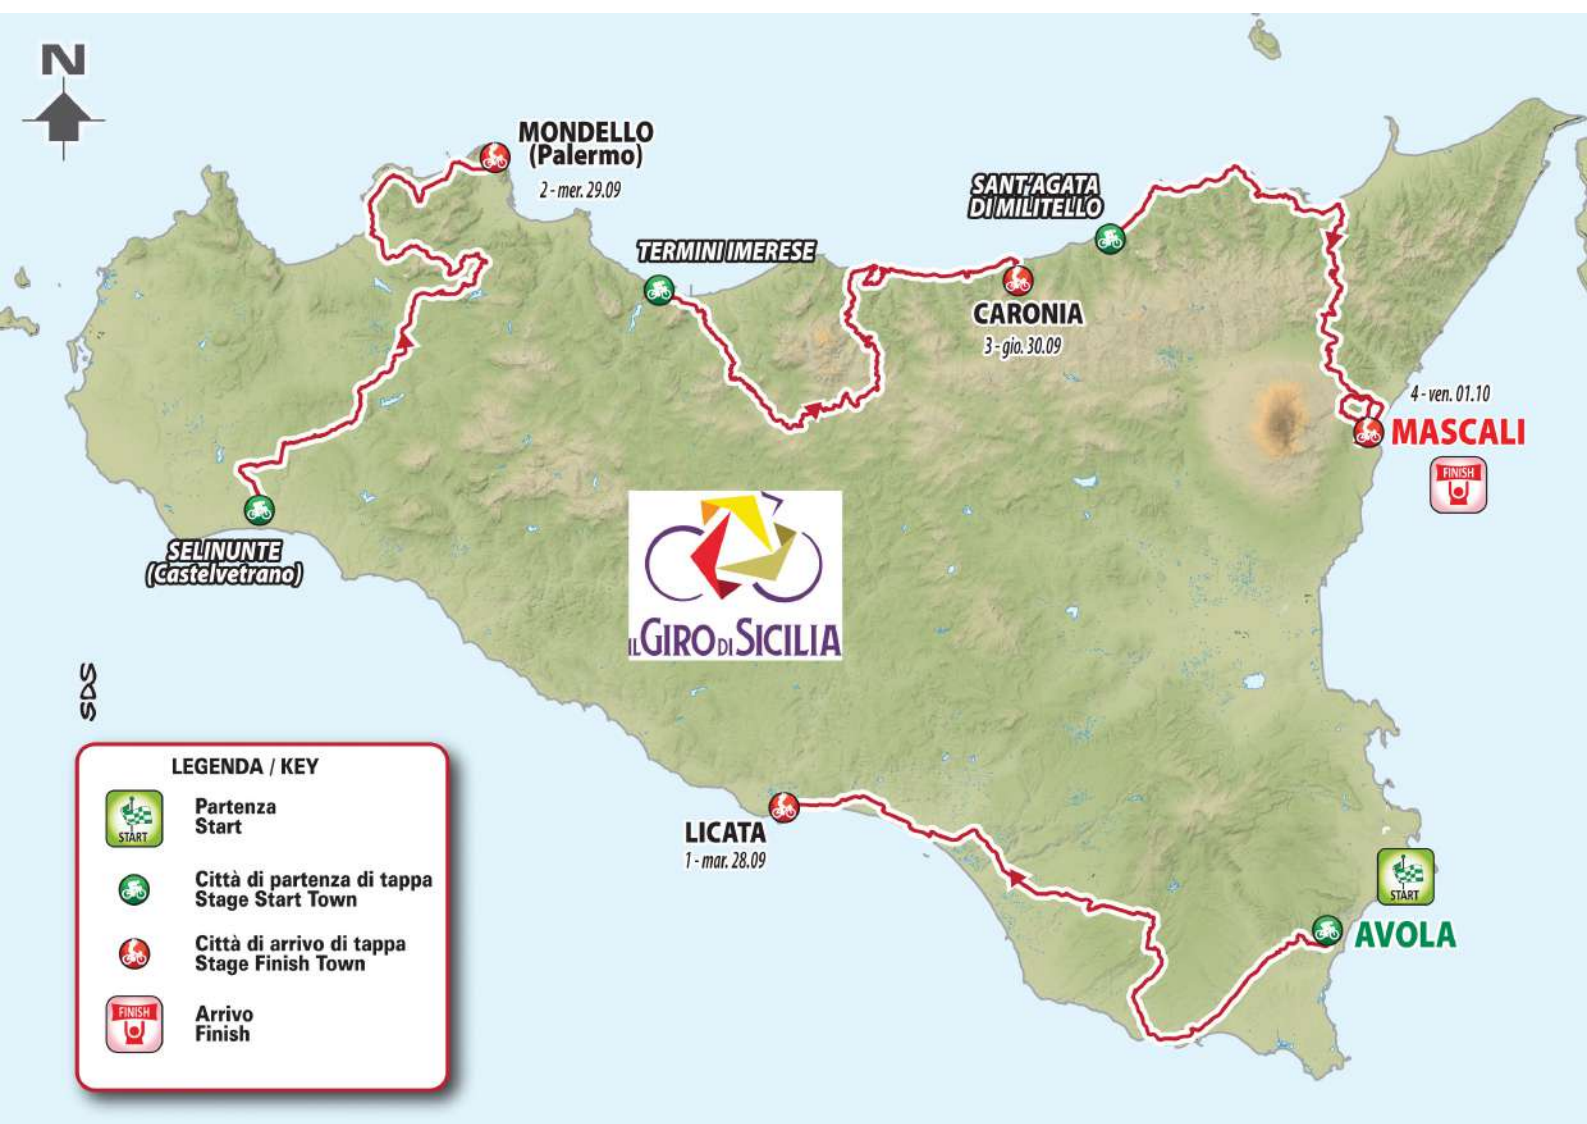 N
MONDELLO
(Palermo)
2 - mer. 29.09
SANT'AGATA
DI MILITELLO
TERMINI IMERESE
CARONIA
3 - gio. 30.09
4 - ven. 01.10
MASCALI
FINISH
SELINUNTE
(Castelvetrano)
IL GIRO DI SICILIA
SDS
LICATA
1 - mar. 28.09
START
AVOLA
LEGENDA / KEY
START
Partenza
Start
Città di partenza di tappa
Stage Start Town
Città di arrivo di tappa
Stage Finish Town
FINISH
Arrivo
Finish